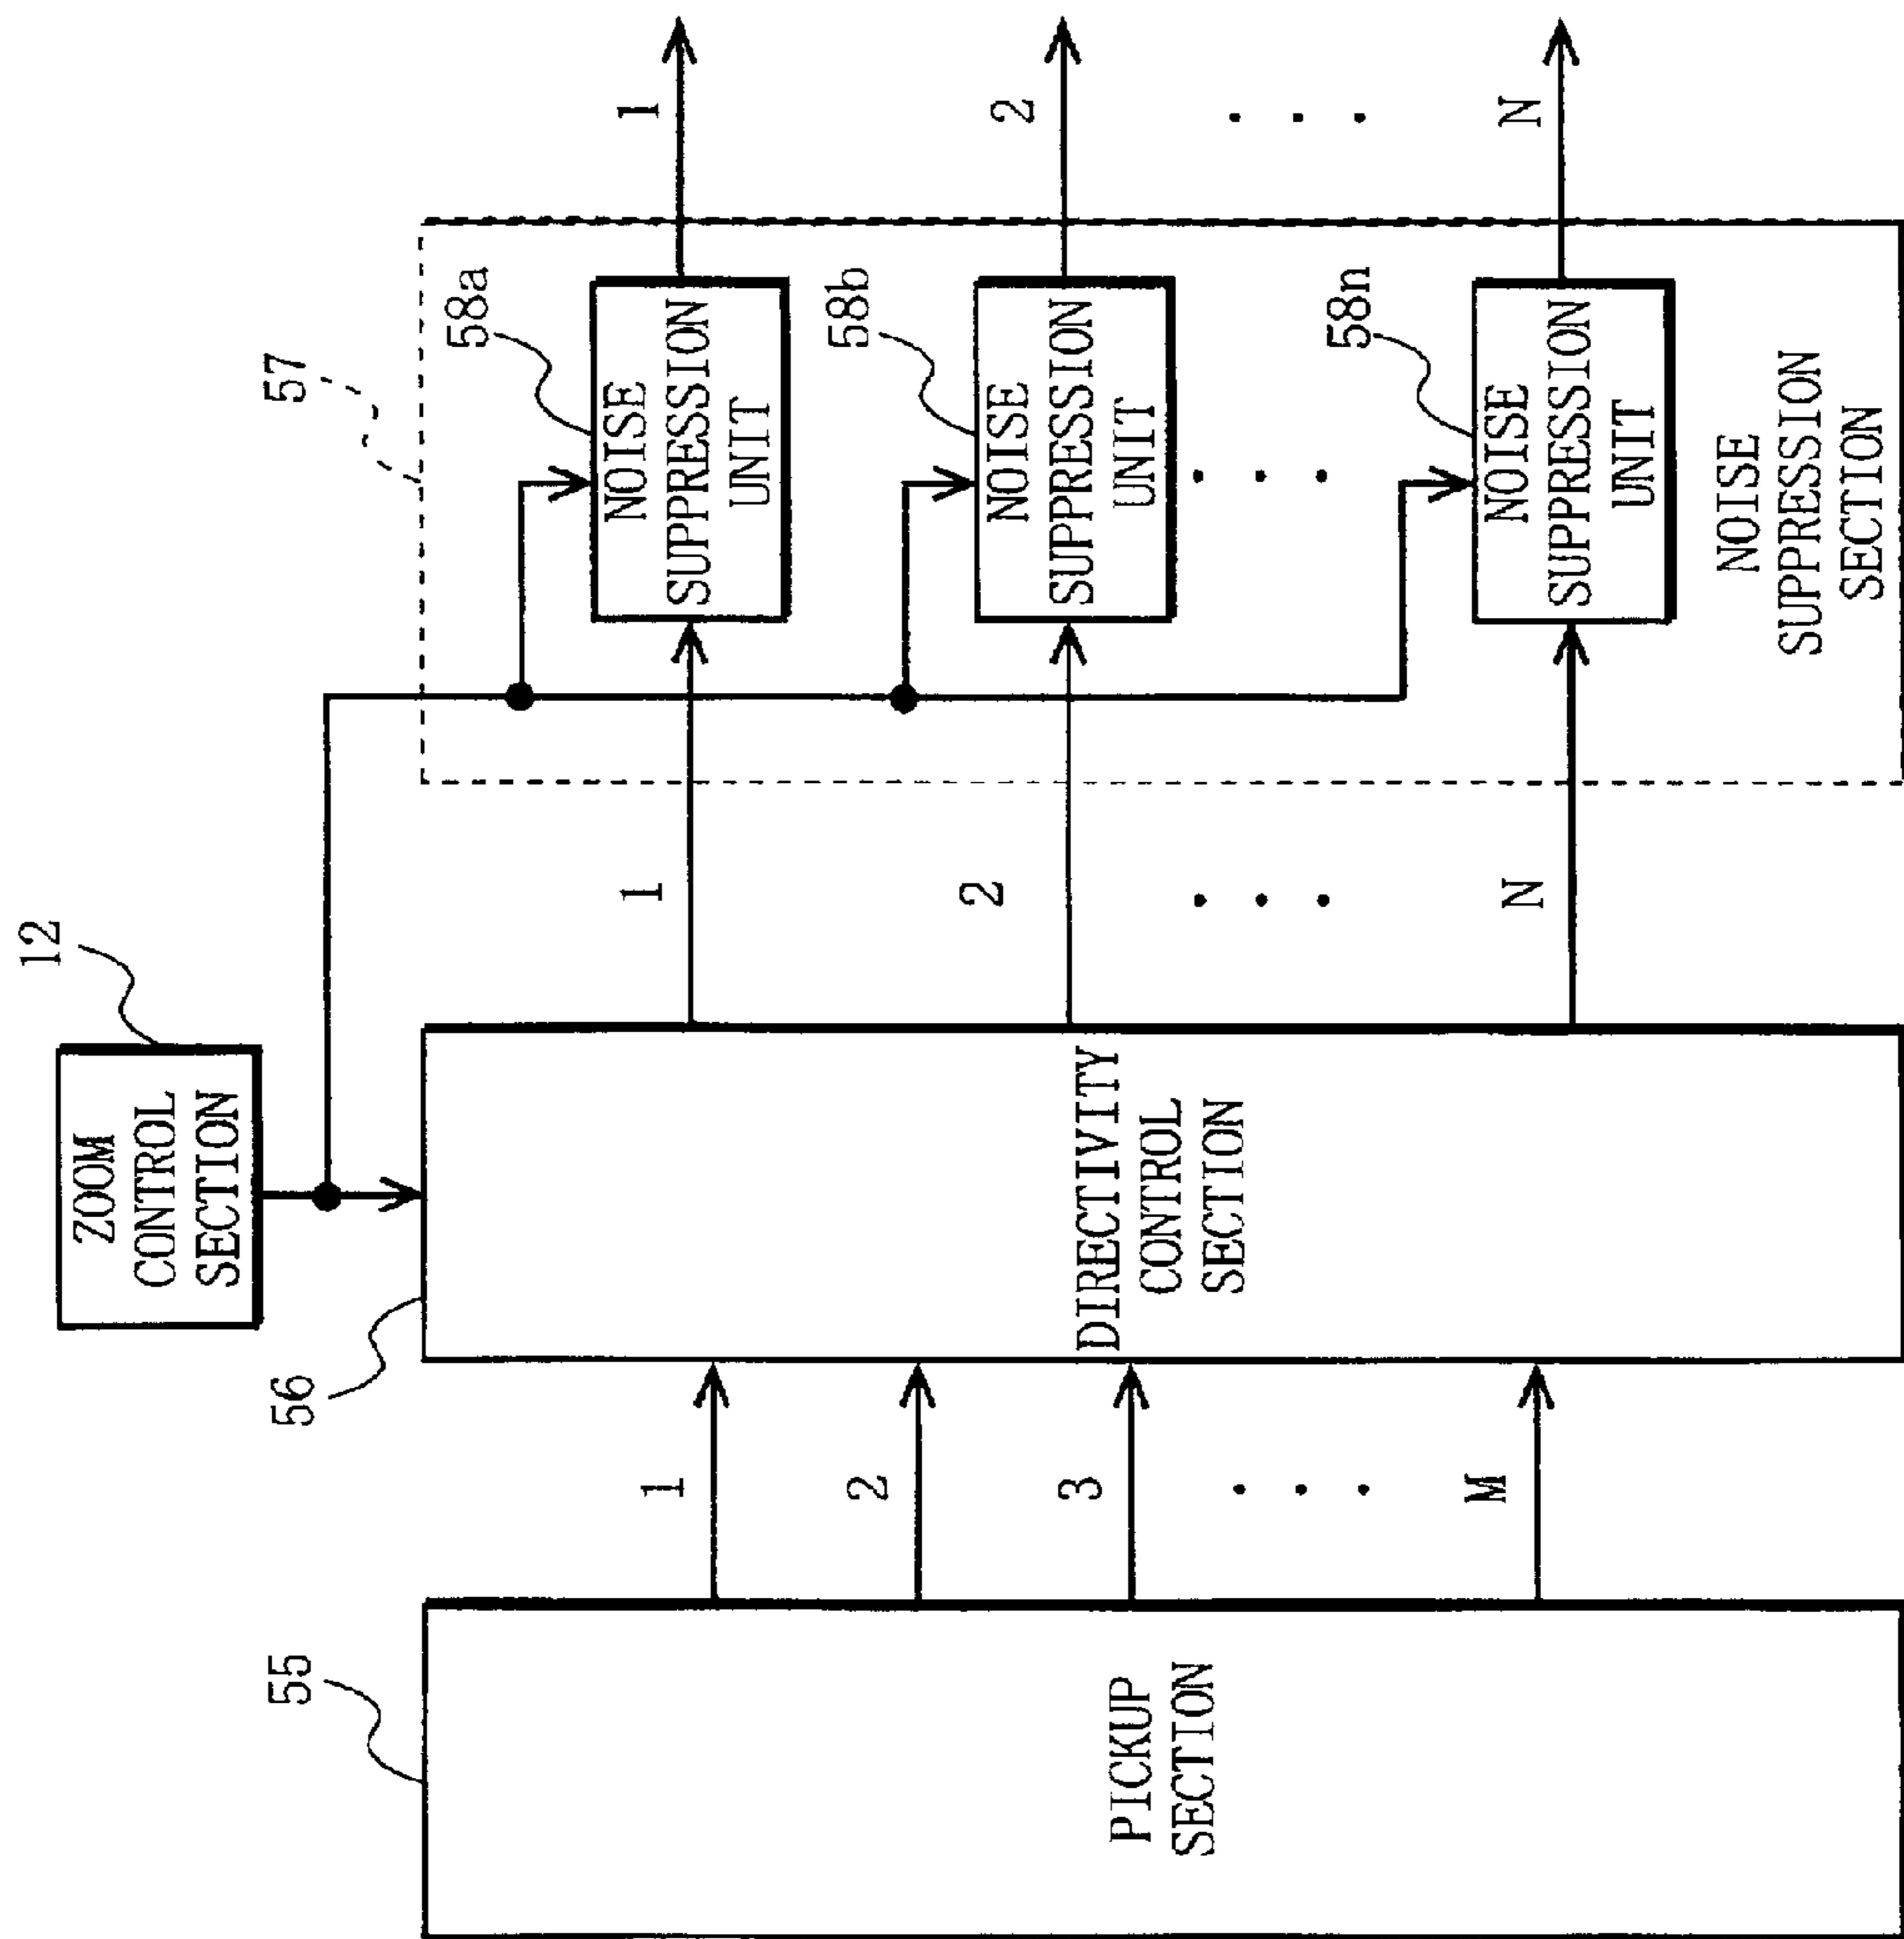 12
ZOOM
CONTROL
SECTION
55
PICKUP
SECTION
1
2
3
. . .
M
56
DIRECTIVITY
CONTROL
SECTION
1
2
. . .
N
57
58a
NOISE
SUPPRESSION
UNIT
58b
NOISE
SUPPRESSION
UNIT
. . .
58n
NOISE
SUPPRESSION
UNIT
NOISE
SUPPRESSION
SECTION
1
2
. . .
N